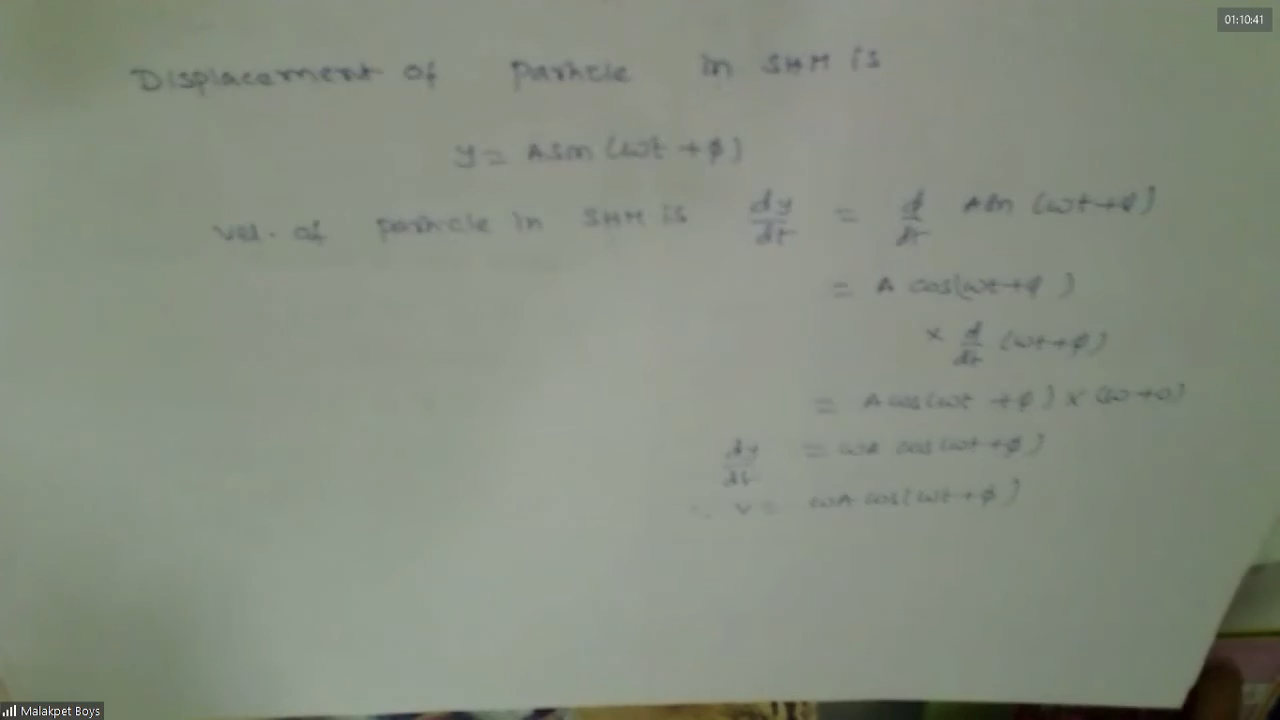 01:10:41
Displacement of particle in SHM is
y = A sin (ωt + φ)
Vel. of particle in SHM is dy/dt = d/dt A sin (ωt+φ)
= A cos(ωt+φ)
× d/dt (ωt+φ)
= A cos(ωt + φ) × (ω+0)
dy/dt = ωA cos(ωt+φ)
∴ v = ωA cos(ωt+φ)
Malakpet Boys